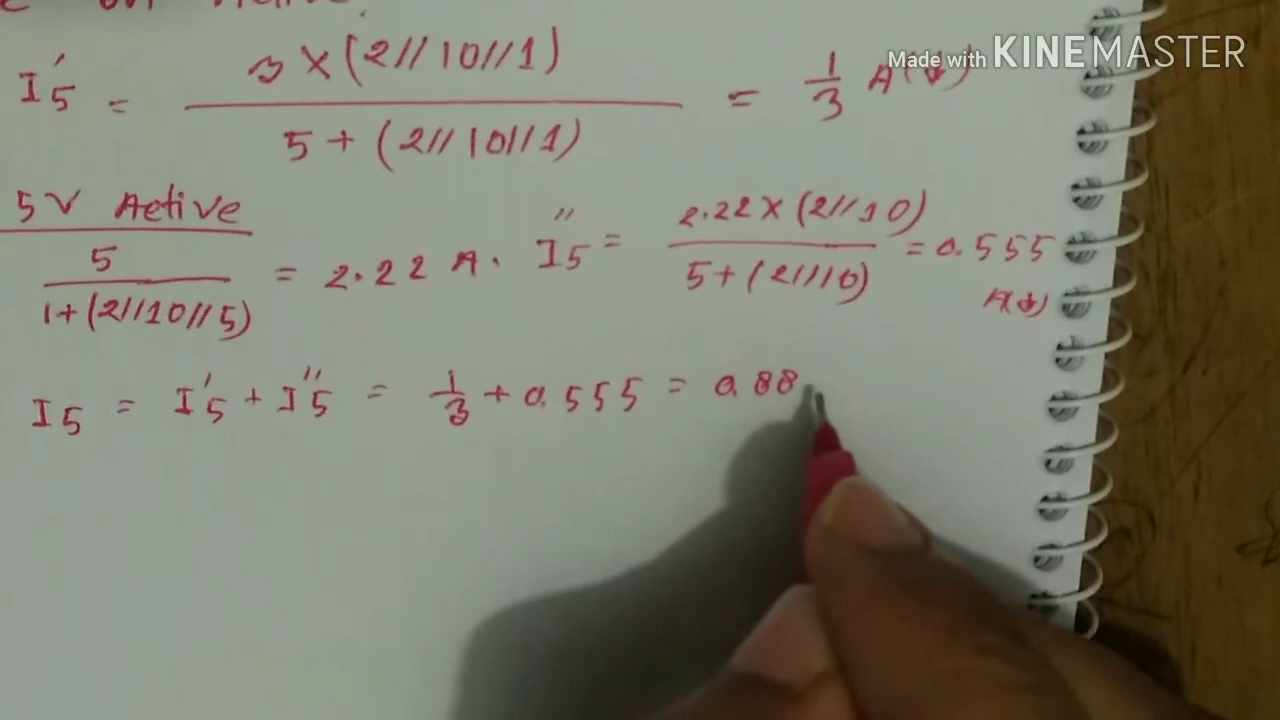 Made with KINEMASTER
I'5 = 3 × (2//10//1) / 5 + (2//10//1) = 1/3 A(↓)
5V Active
5 / 1+(2//10//5) = 2.22 A. I''5 = 2.22 × (2//10) / 5+(2//10) = 0.555 A(↓)
I5 = I'5 + I''5 = 1/3 + 0.555 = 0.88